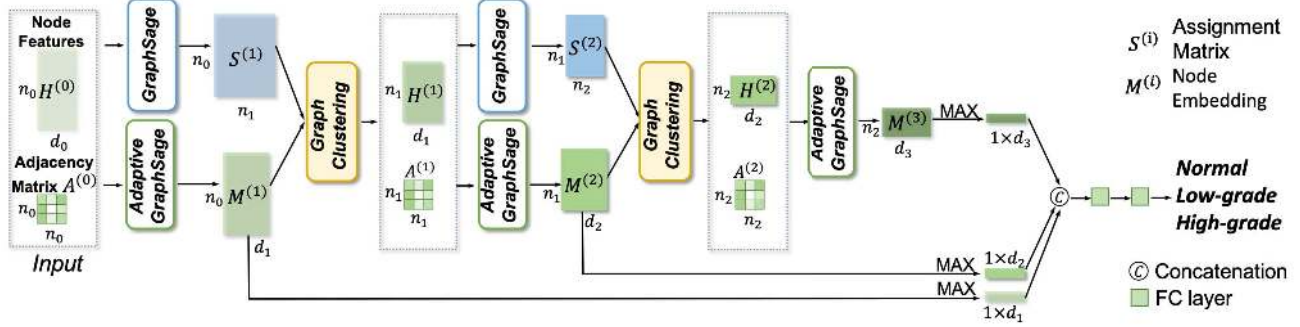 Node
Features
n₀ H⁽⁰⁾
d₀
Adjacency
Matrix A⁽⁰⁾
n₀
n₀
Input
GraphSage
Adaptive
GraphSage
n₀ S⁽¹⁾
n₁
n₀ M⁽¹⁾
d₁
Graph
Clustering
n₁ H⁽¹⁾
d₁
A⁽¹⁾
n₁
n₁
GraphSage
Adaptive
GraphSage
n₁ S⁽²⁾
n₂
n₁ M⁽²⁾
d₂
Graph
Clustering
n₂ H⁽²⁾
d₂
A⁽²⁾
n₂
n₂
Adaptive
GraphSage
n₂ M⁽³⁾
d₃
MAX
1×d₃
MAX
1×d₂
MAX
1×d₁
C
Normal
Low-grade
High-grade
S⁽ⁱ⁾ Assignment
Matrix
M⁽ⁱ⁾ Node
Embedding
C Concatenation
FC layer